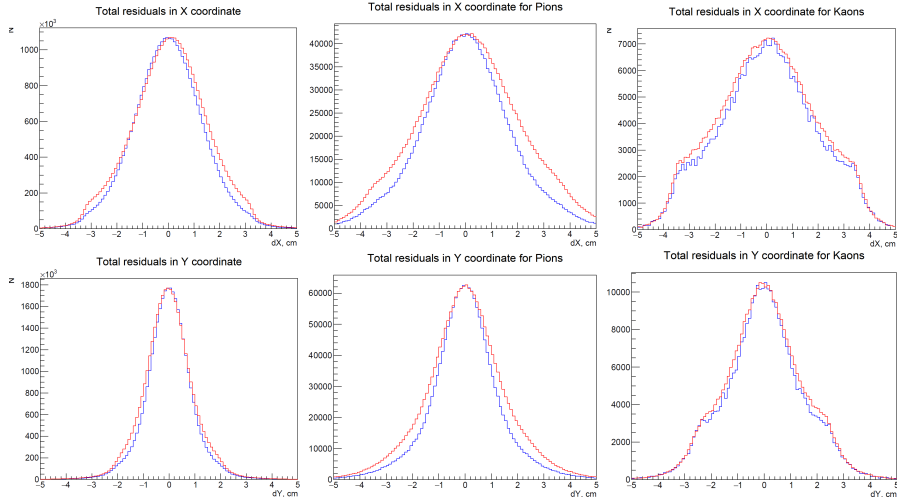 Total residuals in X coordinate
×10³
N
1000
800
600
400
200
0
−5 −4 −3 −2 −1 0 1 2 3 4 5
dX, cm
Total residuals in X coordinate for Pions
40000
35000
30000
25000
20000
15000
10000
5000
0
−5 −4 −3 −2 −1 0 1 2 3 4 5
dX, cm
Total residuals in X coordinate for Kaons
N
7000
6000
5000
4000
3000
2000
1000
0
−5 −4 −3 −2 −1 0 1 2 3 4 5
dX, cm
Total residuals in Y coordinate
×10³
N
1800
1600
1400
1200
1000
800
600
400
200
0
−5 −4 −3 −2 −1 0 1 2 3 4 5
dY, cm
Total residuals in Y coordinate for Pions
60000
50000
40000
30000
20000
10000
0
−5 −4 −3 −2 −1 0 1 2 3 4 5
dY, cm
Total residuals in Y coordinate for Kaons
N
10000
8000
6000
4000
2000
0
−5 −4 −3 −2 −1 0 1 2 3 4 5
dY, cm